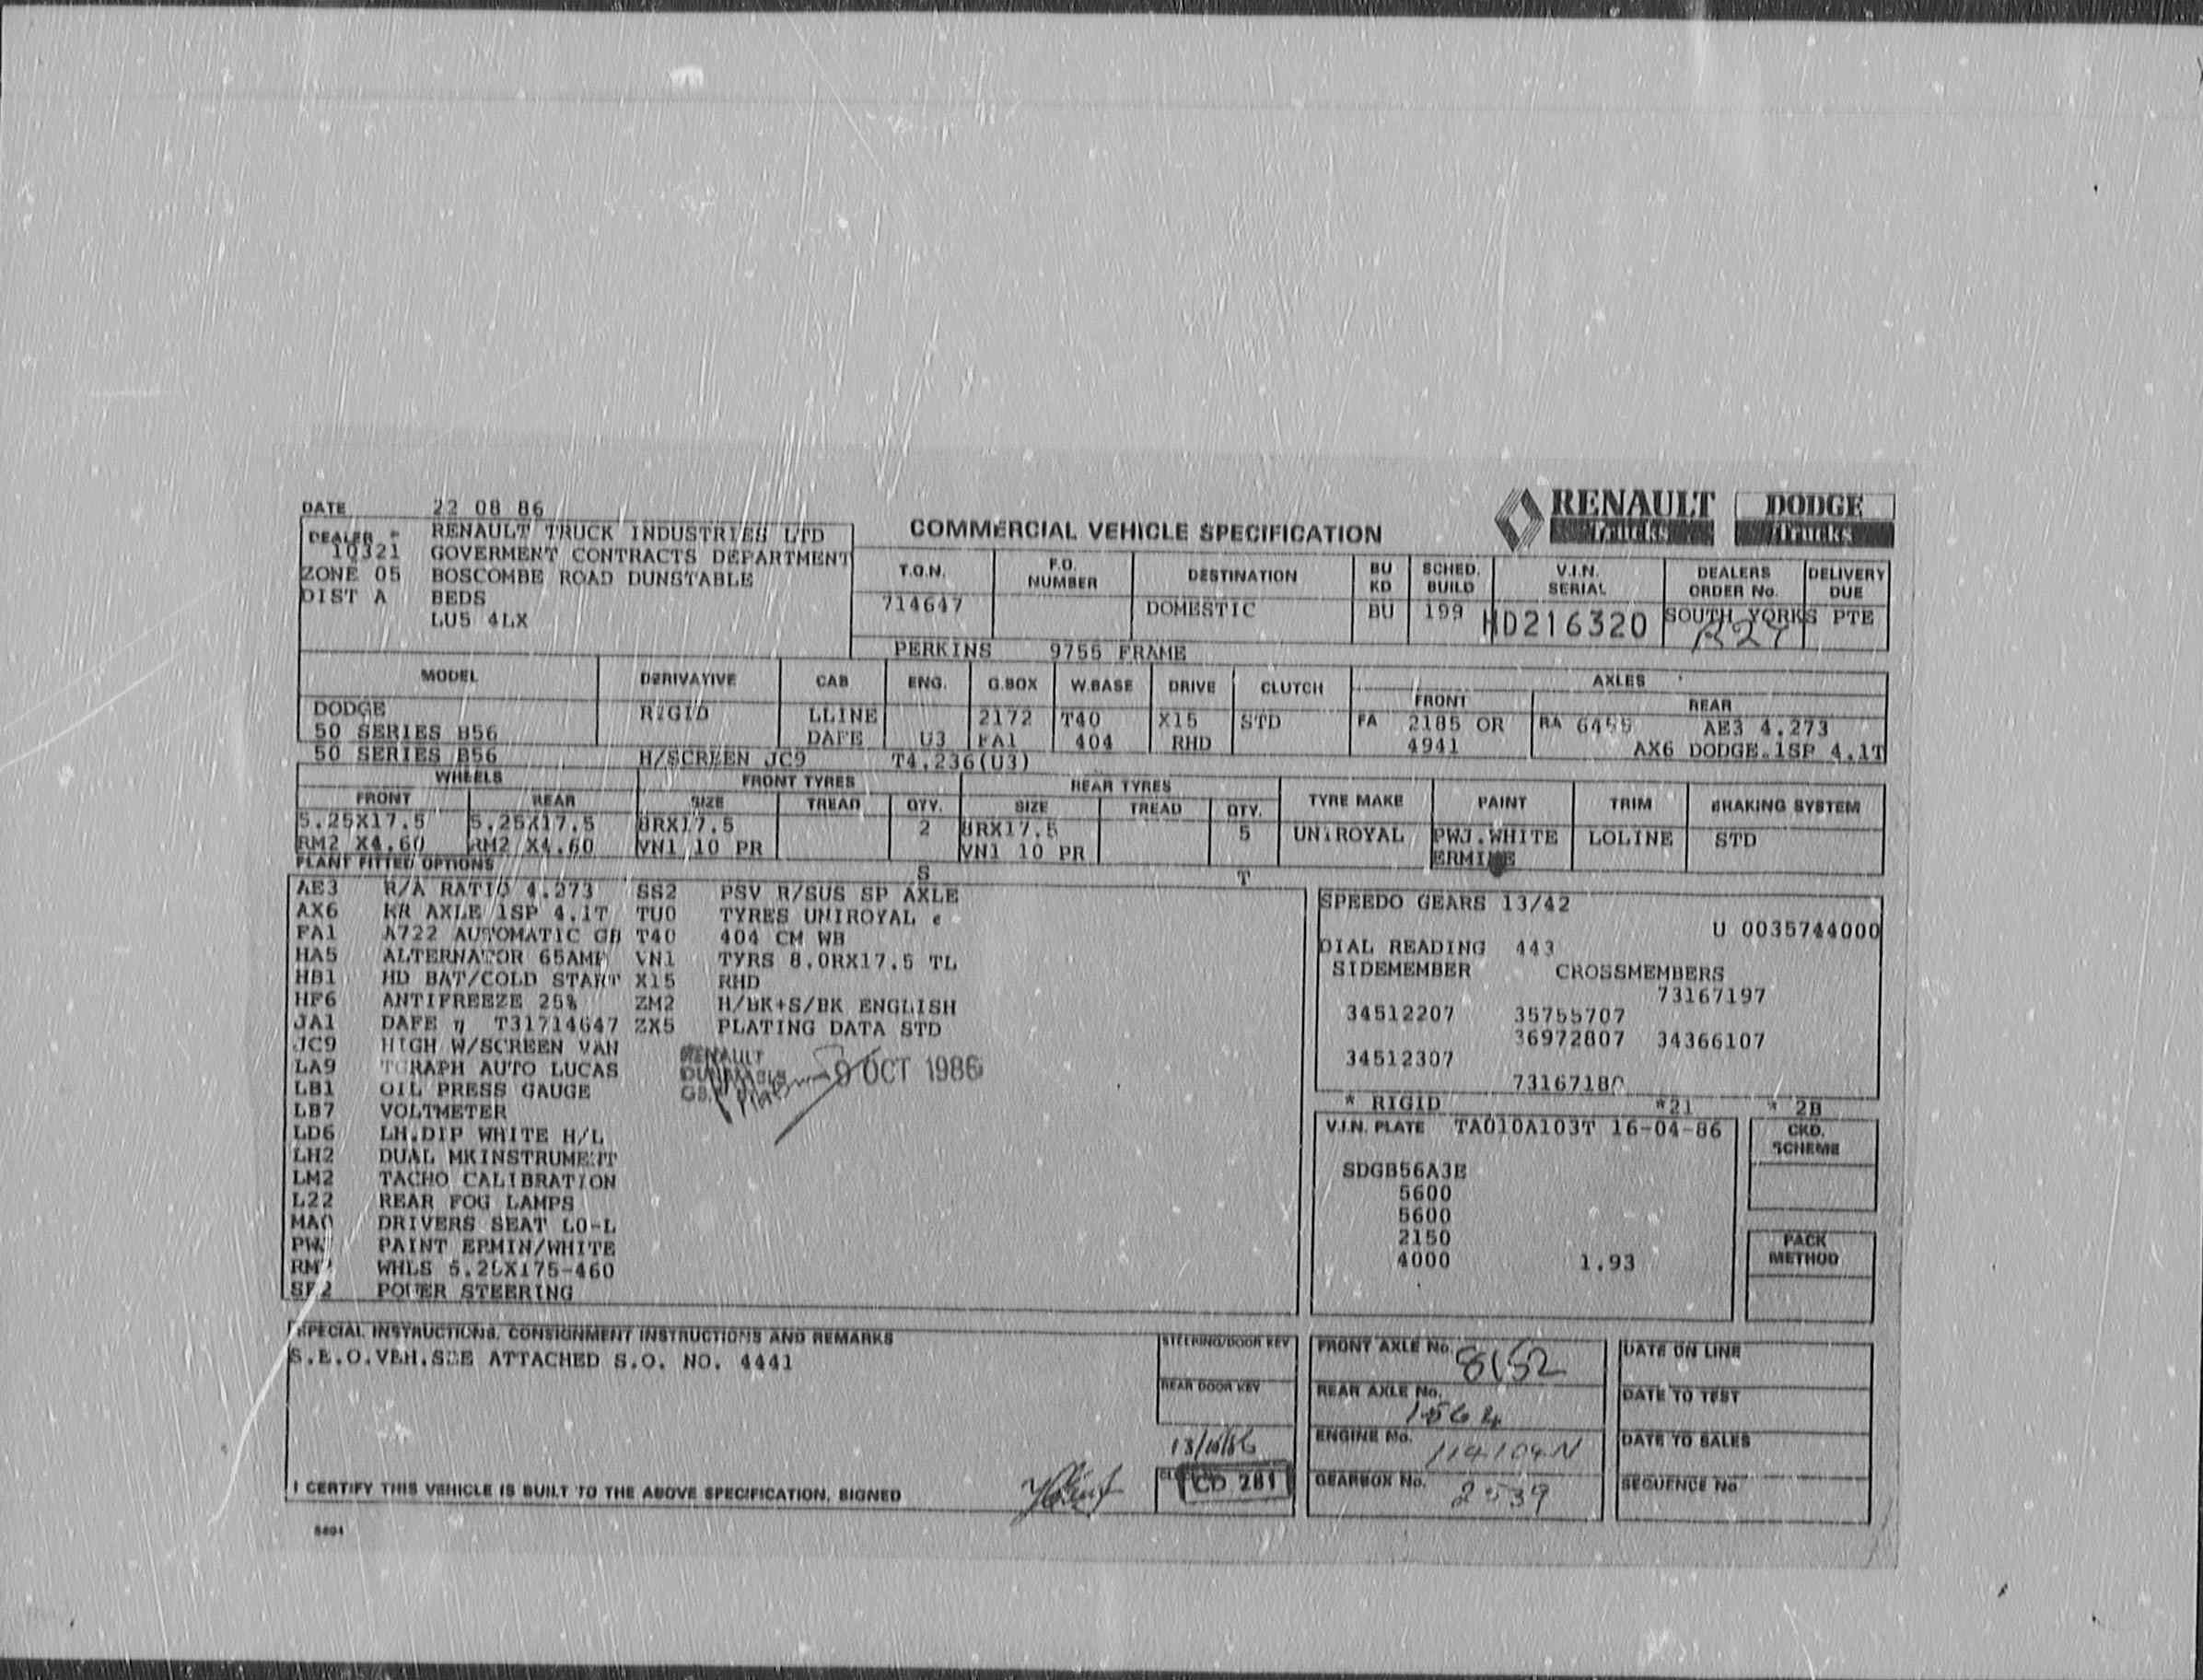 DATE 22 08 86
RENAULT Trucks DODGE Trucks
COMMERCIAL VEHICLE SPECIFICATION
DEALER RENAULT TRUCK INDUSTRIES LTD
10321 GOVERMENT CONTRACTS DEPARTMENT
ZONE 05 BOSCOMBE ROAD DUNSTABLE
DIST A BEDS
LU5 4LX
T.O.N. F.O. NUMBER DESTINATION BU KD SCHED. BUILD V.I.N. SERIAL DEALERS ORDER No. DELIVERY DUE
714647 DOMESTIC BU 199 HD216320 SOUTH YORKS PTE
PERKINS 9755 FRAME
MODEL DERIVATIVE CAB ENG. G.BOX W.BASE DRIVE CLUTCH AXLES
FRONT REAR
DODGE RIGID LLINE 2172 T40 X15 STD FA 2185 OR RA 6455 AE3 4.273
50 SERIES B56 DAFE U3 FA1 404 RHD 4941 AX6 DODGE.1SP 4.1T
50 SERIES B56 H/SCREEN JC9 T4.236(U3)
WHEELS FRONT TYRES REAR TYRES
FRONT REAR SIZE TREAD QTY. SIZE TREAD QTY. TYRE MAKE PAINT TRIM BRAKING SYSTEM
5.25X17.5 5.25X17.5 8RX17.5 2 8RX17.5 5 UNIROYAL PWJ.WHITE LOLINE STD
RM2 X4.60 RM2 X4.60 VN1 10 PR VN1 10 PR ERMINE
PLANT FITTED OPTIONS S T
AE3 R/A RATIO 4.273 SS2 PSV R/SUS SP AXLE
AX6 RR AXLE 1SP 4.1T TU0 TYRES UNIROYAL
FA1 A722 AUTOMATIC GB T40 404 CM WB
HA5 ALTERNATOR 65AMP VN1 TYRS 8.0RX17.5 TL
HB1 HD BAT/COLD START X15 RHD
HF6 ANTIFREEZE 25% ZM2 H/BK+S/BK ENGLISH
JA1 DAFE T31714647 ZX5 PLATING DATA STD
JC9 HIGH W/SCREEN VAN
LA9 TGRAPH AUTO LUCAS
LB1 OIL PRESS GAUGE
LB7 VOLTMETER
LD6 LH.DIP WHITE H/L
LH2 DUAL MKINSTRUMENT
LM2 TACHO CALIBRATION
L22 REAR FOG LAMPS
MA0 DRIVERS SEAT LO-L
PAINT ERMIN/WHITE
WHLS 5.25X175-460
POWER STEERING
RENAULT
OCT 1986
SPEEDO GEARS 13/42
U 0035744000
DIAL READING 443
SIDEMEMBER CROSSMEMBERS
73167197
34512207 35755707
36972807 34366107
34512307
73167180
* RIGID *21 * 2B
V.I.N. PLATE TA010A103T 16-04-86
CKD. SCHEME
SDGB56A3E
5600
5600
2150
4000 1.93
PACK METHOD
SPECIAL INSTRUCTIONS, CONSIGNMENT INSTRUCTIONS AND REMARKS
S.E.O.VEH.SEE ATTACHED S.O. NO. 4441
STEERING/DOOR KEY
REAR DOOR KEY
13/10/86
CD 281
I CERTIFY THIS VEHICLE IS BUILT TO THE ABOVE SPECIFICATION, SIGNED
FRONT AXLE No. 8152
REAR AXLE No. 1564
ENGINE No. 114104N
GEARBOX No. 2539
DATE ON LINE
DATE TO TEST
DATE TO SALES
SEQUENCE No